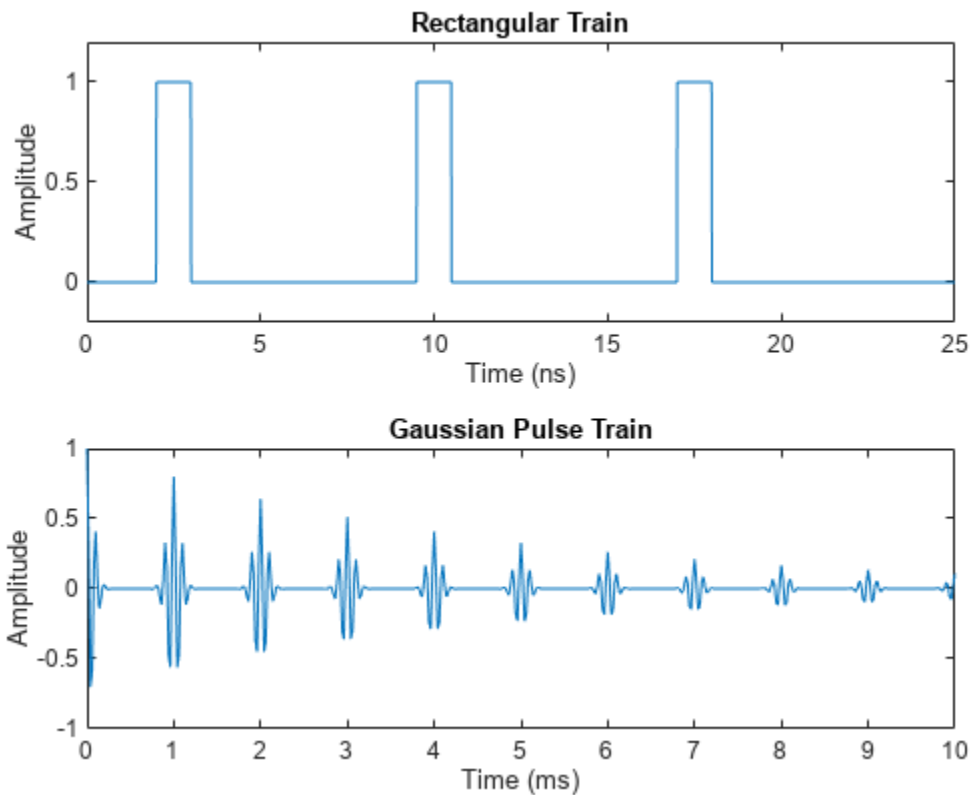 Rectangular Train
1
0.5
0
Amplitude
0 5 10 15 20 25
Time (ns)
Gaussian Pulse Train
1
0.5
0
-0.5
-1
Amplitude
0 1 2 3 4 5 6 7 8 9 10
Time (ms)